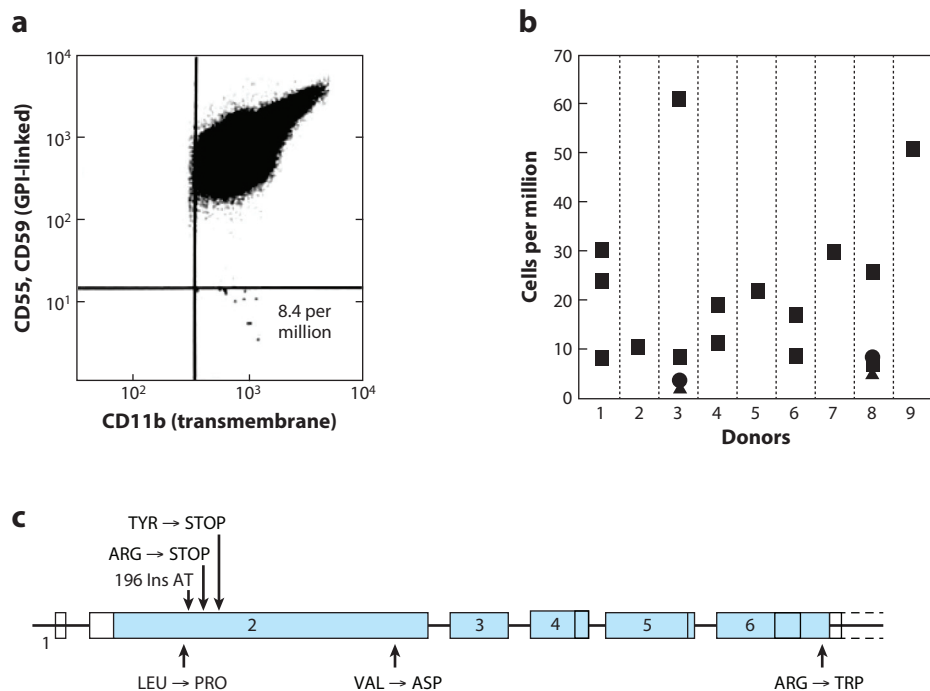 a
10⁴
10³
10²
10¹
10²
10³
10⁴
CD55, CD59 (GPI-linked)
CD11b (transmembrane)
8.4 per
million
b
70
60
50
40
30
20
10
0
Cells per million
1 2 3 4 5 6 7 8 9
Donors
c
TYR → STOP
ARG → STOP
196 Ins AT
1 2 3 4 5 6
LEU → PRO
VAL → ASP
ARG → TRP